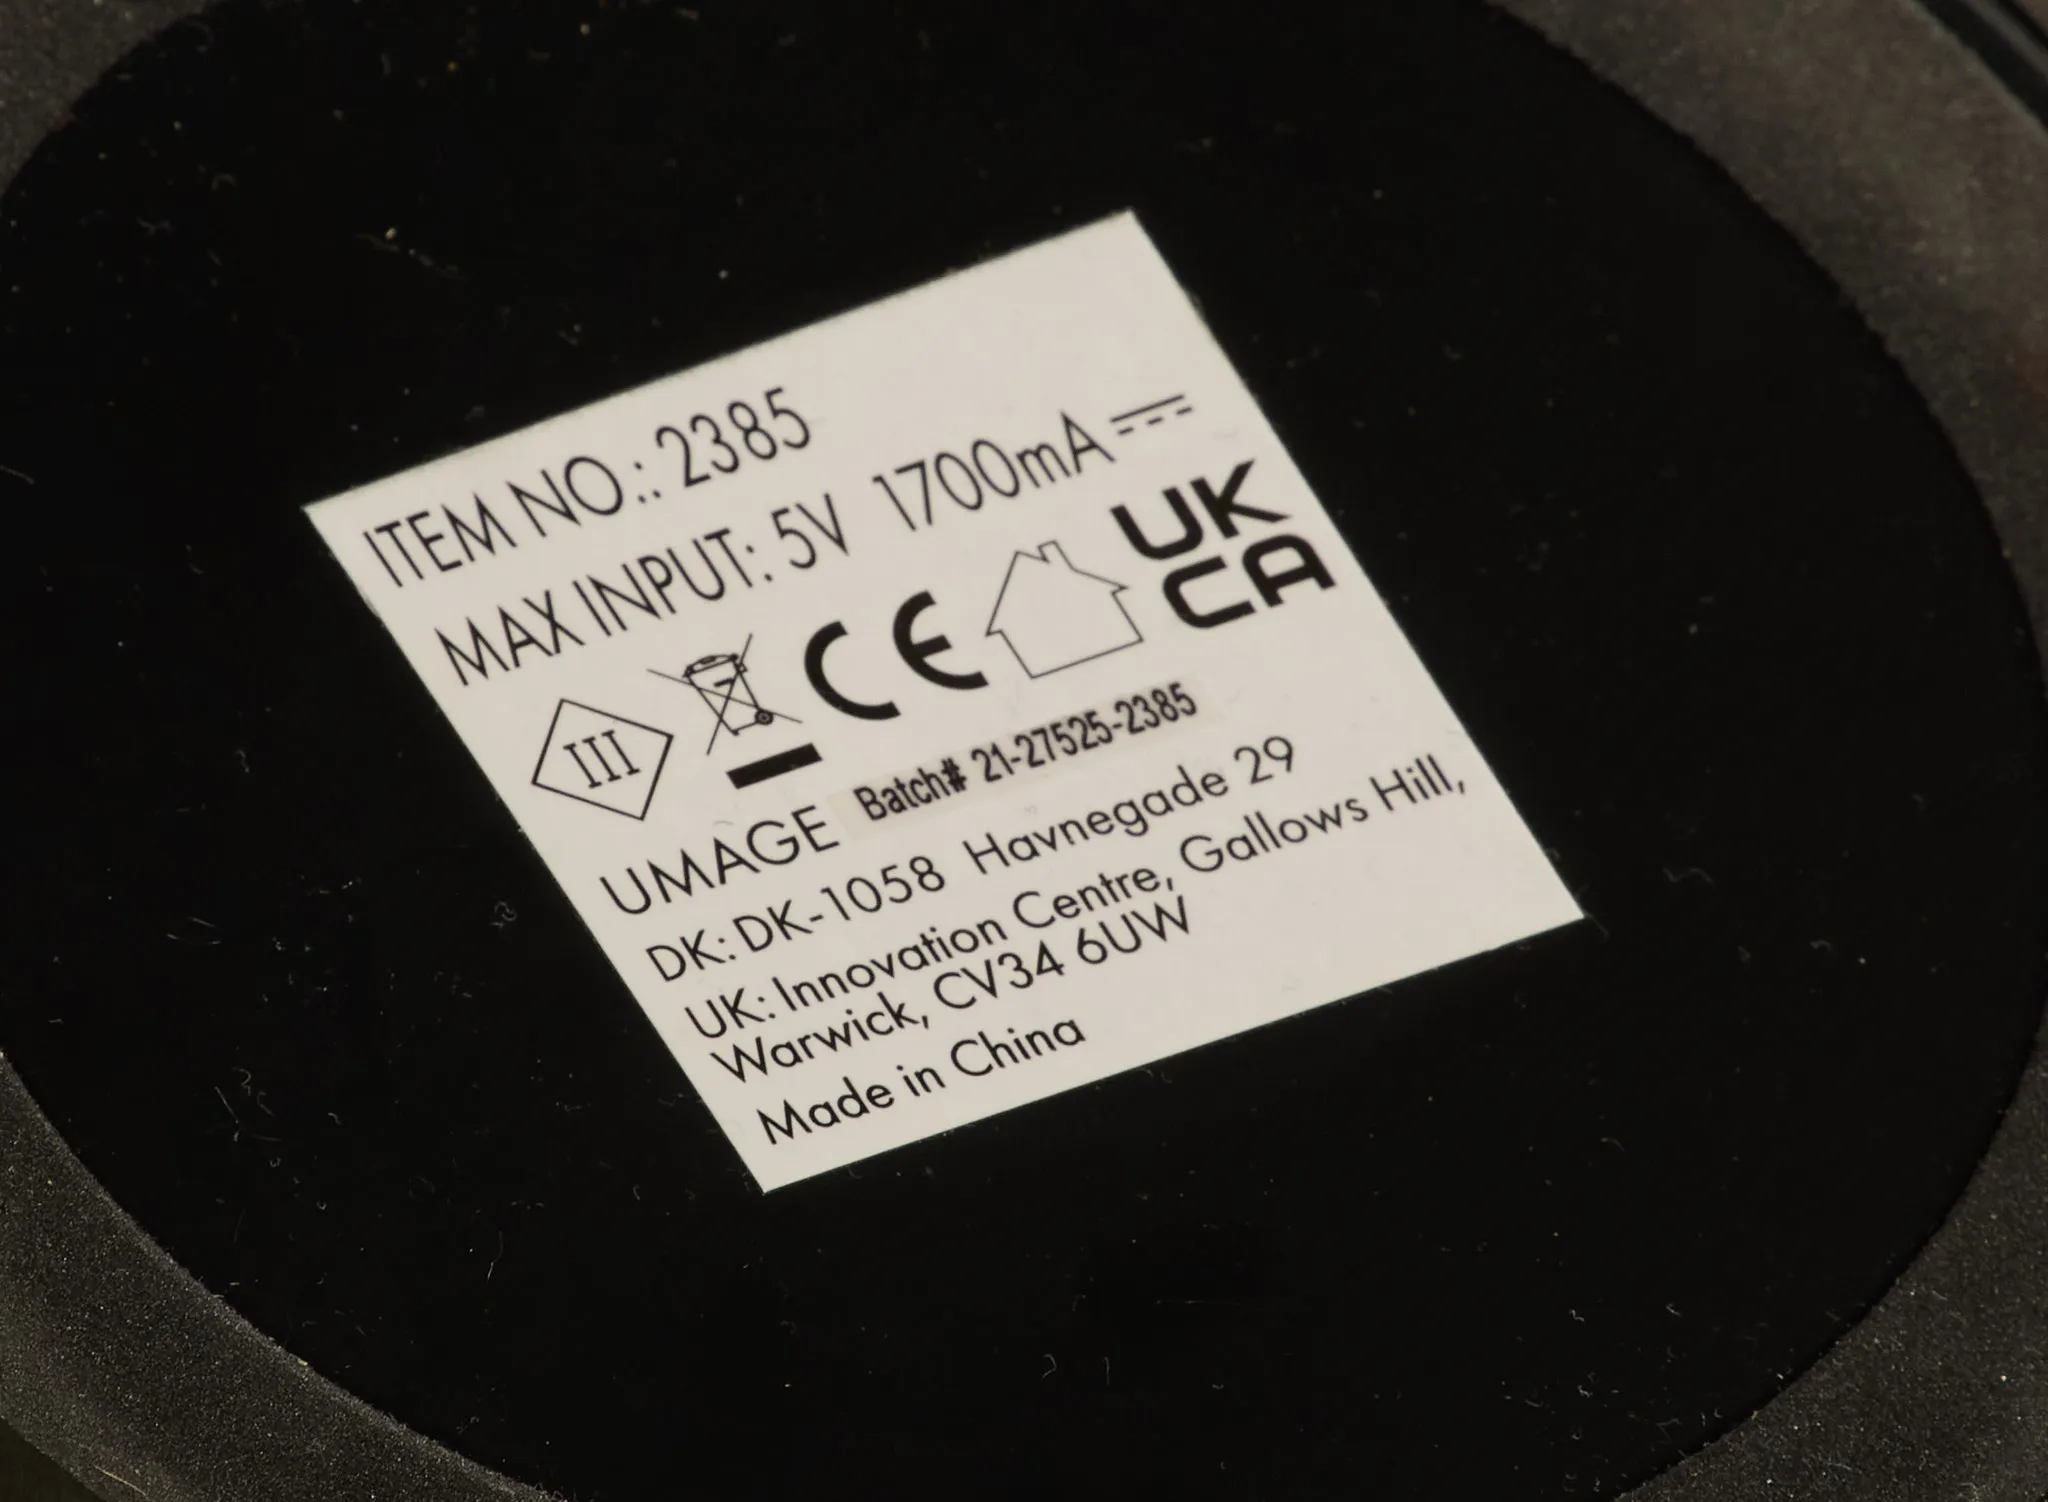 ITEM NO.: 2385
MAX INPUT: 5V 1700mA
III CE UK CA
Batch# 21-27525-2385
UMAGE
DK: DK-1058 Havnegade 29
UK: Innovation Centre, Gallows Hill,
Warwick, CV34 6UW
Made in China